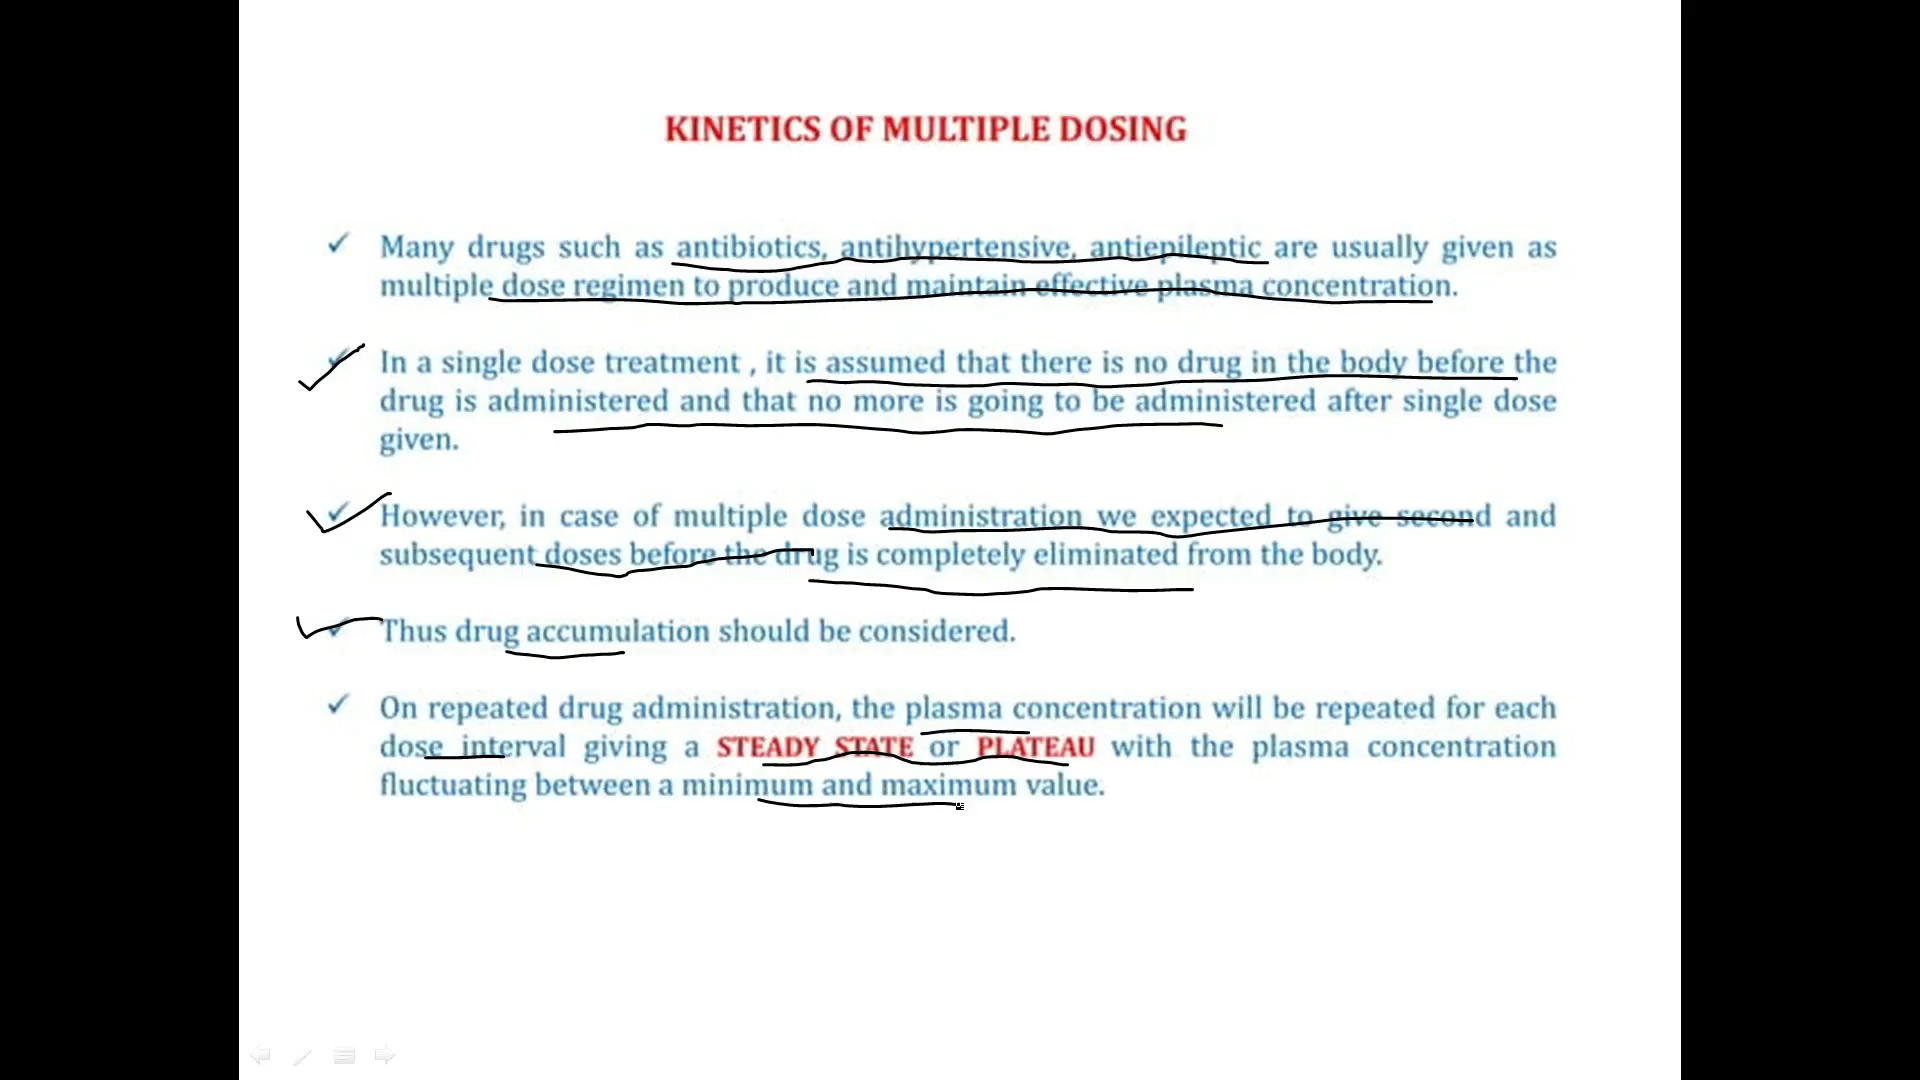 KINETICS OF MULTIPLE DOSING
✓ Many drugs such as antibiotics, antihypertensive, antiepileptic are usually given as
multiple dose regimen to produce and maintain effective plasma concentration.
✓ In a single dose treatment , it is assumed that there is no drug in the body before the
drug is administered and that no more is going to be administered after single dose
given.
✓ However, in case of multiple dose administration we expected to give second and
subsequent doses before the drug is completely eliminated from the body.
✓ Thus drug accumulation should be considered.
✓ On repeated drug administration, the plasma concentration will be repeated for each
dose interval giving a STEADY STATE or PLATEAU with the plasma concentration
fluctuating between a minimum and maximum value.